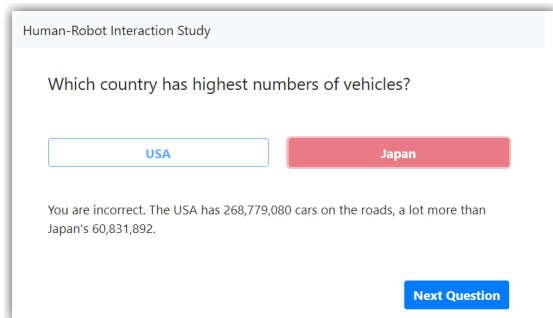 Human-Robot Interaction Study
Which country has highest numbers of vehicles?
USA
Japan
You are incorrect. The USA has 268,779,080 cars on the roads, a lot more than
Japan's 60,831,892.
Next Question